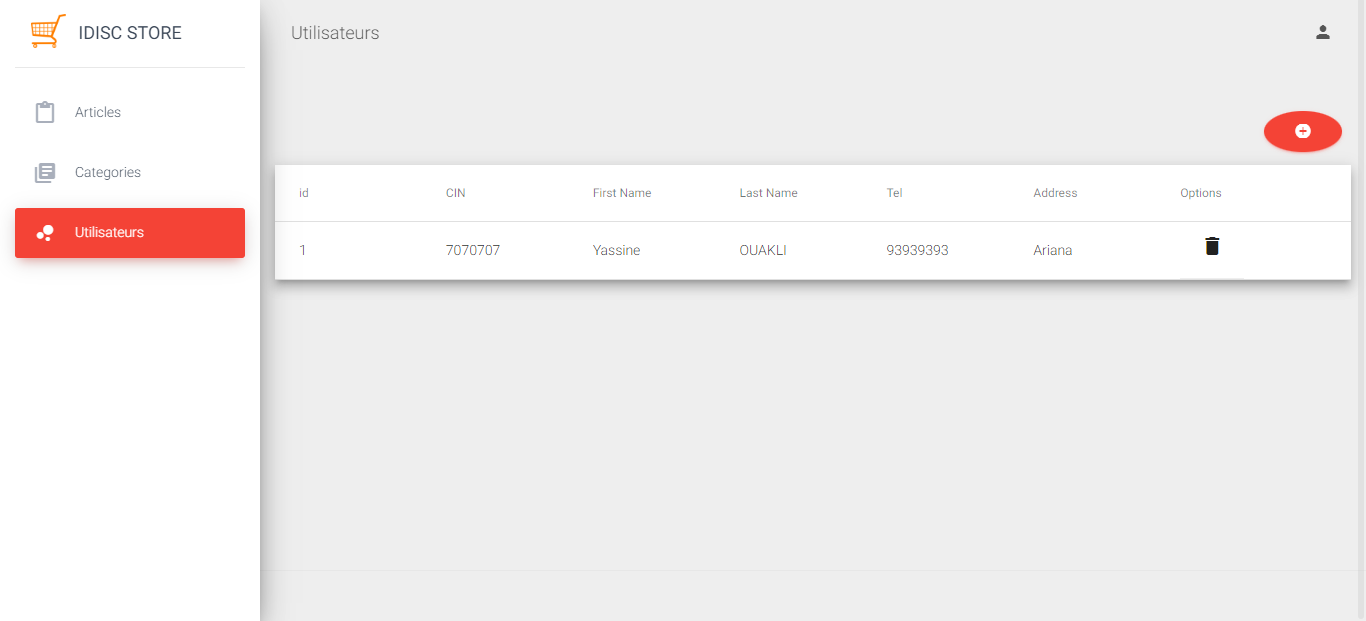 IDISC STORE
Utilisateurs
Articles
Categories
Utilisateurs
id CIN First Name Last Name Tel Address Options
1 7070707 Yassine OUAKLI 93939393 Ariana